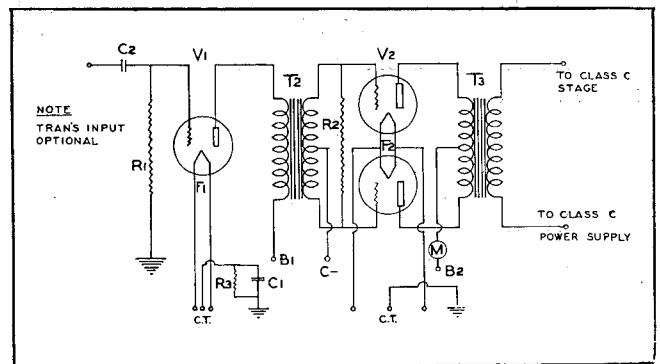 C2
V1
V2
T2
T3
TO CLASS C
STAGE
NOTE
TRAN'S INPUT
OPTIONAL
R1
R2
F1
F2
TO CLASS C
POWER SUPPLY
M
B1
C-
B2
R3
C1
C.T.
C.T.